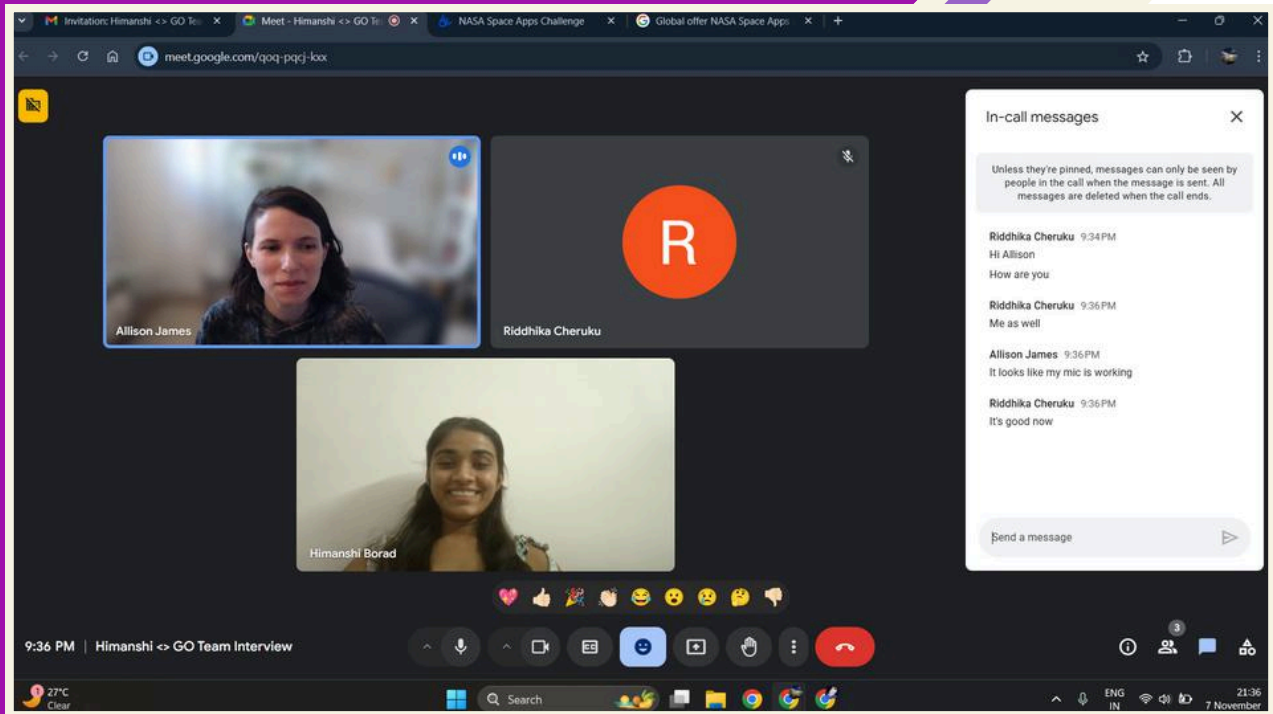 Invitation: Himanshi <> GO Te
Meet - Himanshi <> GO Te
NASA Space Apps Challenge
Global offer NASA Space Apps
meet.google.com/qoq-pqcj-kxx
In-call messages
Unless they're pinned, messages can only be seen by
people in the call when the message is sent. All
messages are deleted when the call ends.
Riddhika Cheruku 9:34 PM
Hi Allison
How are you
Riddhika Cheruku 9:36 PM
Me as well
Allison James 9:36 PM
It looks like my mic is working
Riddhika Cheruku 9:36 PM
It's good now
Send a message
Allison James
R
Riddhika Cheruku
Himanshi Borad
9:36 PM | Himanshi <> GO Team Interview
CC
3
1
27°C
Clear
Search
ENG
IN
21:36
7 November